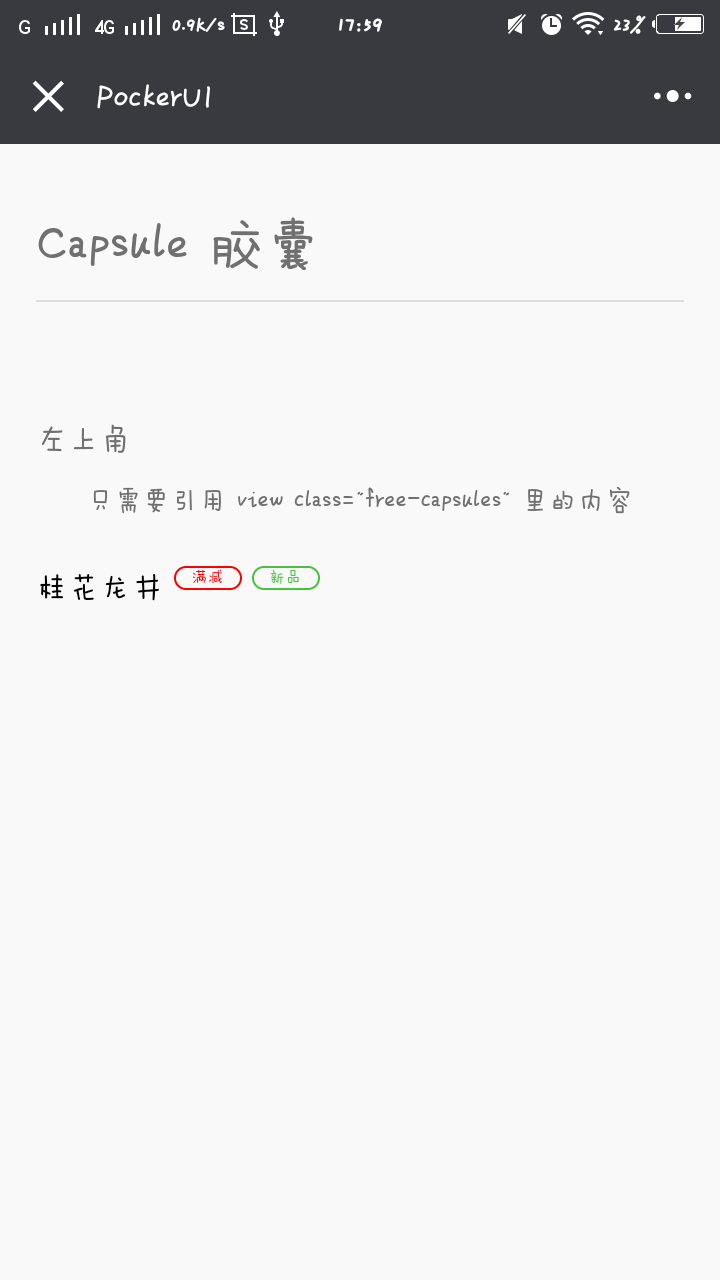 G 4G 0.9K/s S 17:59 23%
PockerUI
Capsule 胶囊
左上角
只需要引用 view class="free-capsules" 里的内容
桂花龙井 满减 新品